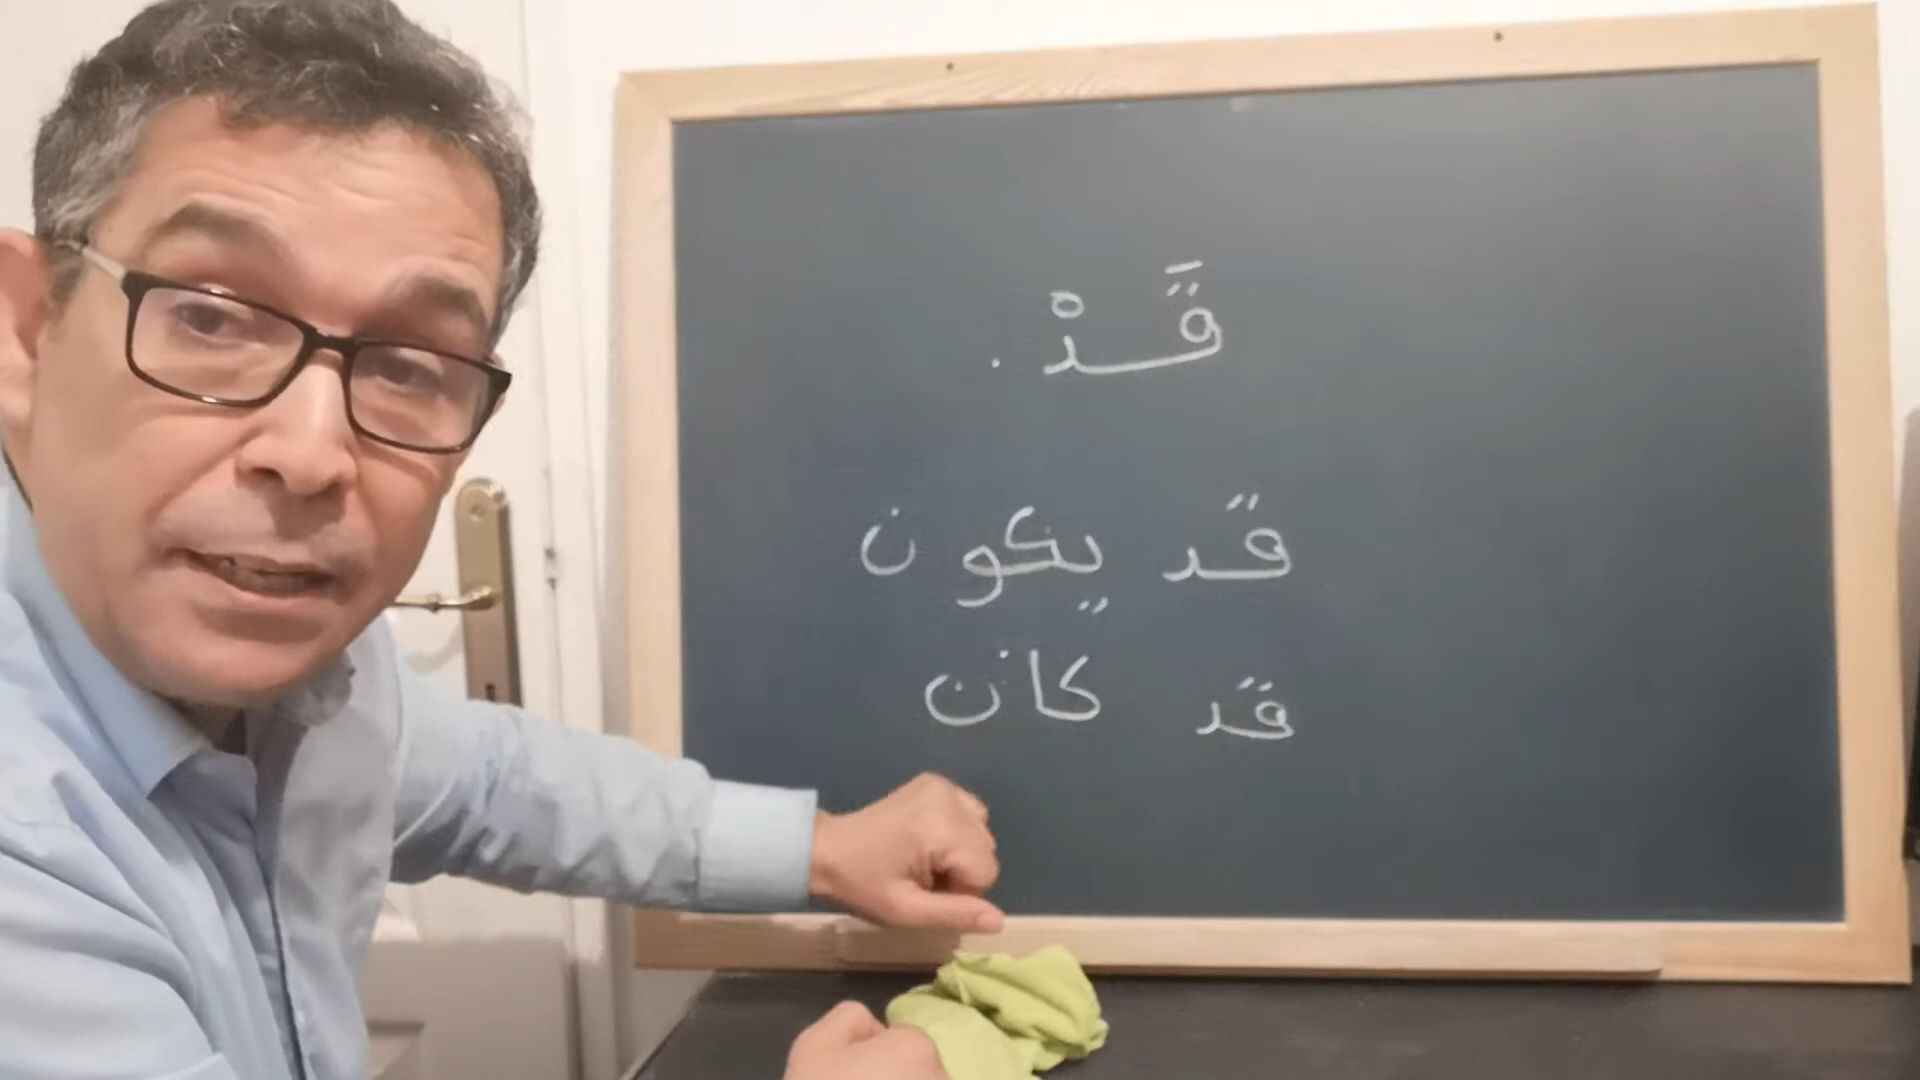 قَدْ .
قد يكون
قد كان